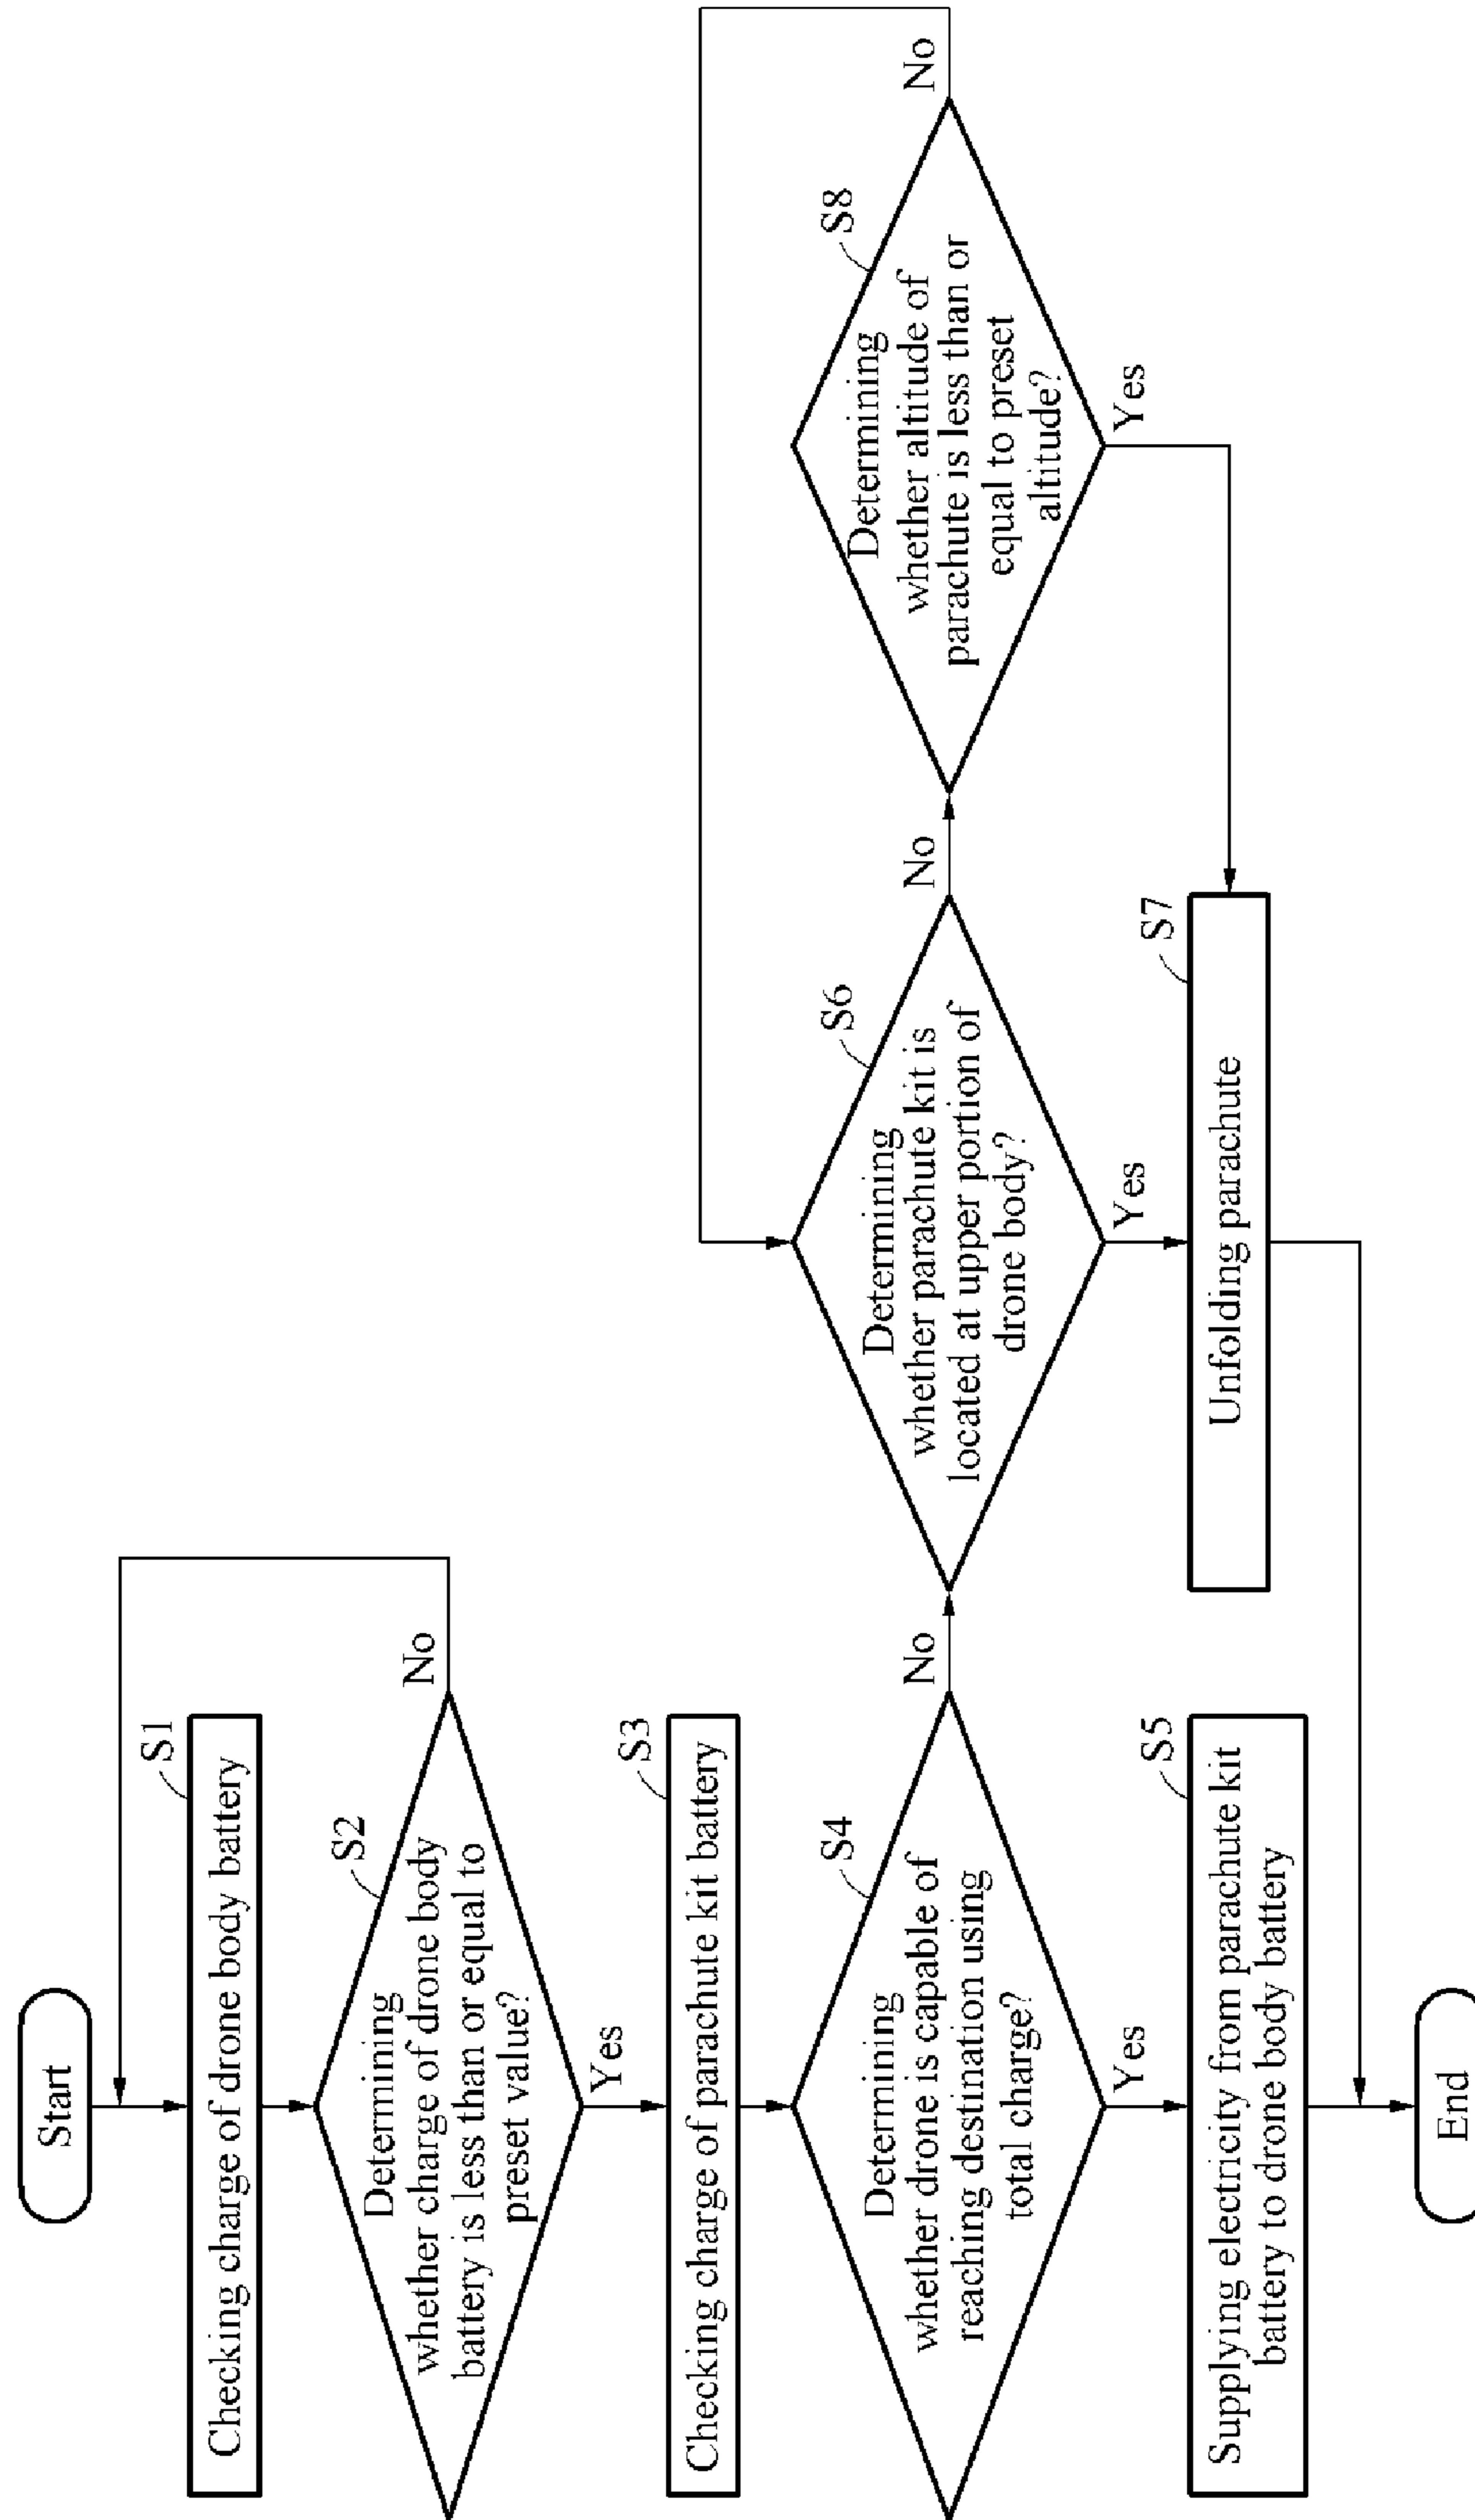 Start
S1
Checking charge of drone body battery
S2
Determining
whether charge of drone body
battery is less than or equal to
preset value?
No
Yes
S3
Checking charge of parachute kit battery
S4
Determining
whether drone is capable of
reaching destination using
total charge?
No
Yes
S5
Supplying electricity from parachute kit
battery to drone body battery
End
S6
Determining
whether parachute kit is
located at upper portion of
drone body?
No
Yes
S7
Unfolding parachute
S8
Determining
whether altitude of
parachute is less than or
equal to preset
altitude?
No
Yes